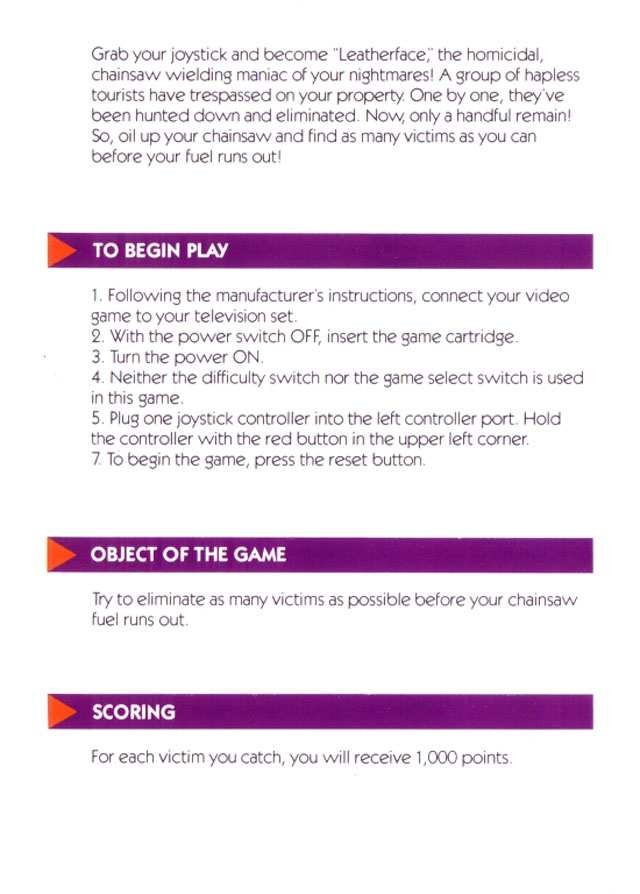 Grab your joystick and become "Leatherface," the homicidal,
chainsaw wielding maniac of your nightmares! A group of hapless
tourists have trespassed on your property. One by one, they've
been hunted down and eliminated. Now, only a handful remain!
So, oil up your chainsaw and find as many victims as you can
before your fuel runs out!
TO BEGIN PLAY
1. Following the manufacturer's instructions, connect your video
game to your television set.
2. With the power switch OFF, insert the game cartridge.
3. Turn the power ON.
4. Neither the difficulty switch nor the game select switch is used
in this game.
5. Plug one joystick controller into the left controller port. Hold
the controller with the red button in the upper left corner.
7. To begin the game, press the reset button.
OBJECT OF THE GAME
Try to eliminate as many victims as possible before your chainsaw
fuel runs out.
SCORING
For each victim you catch, you will receive 1,000 points.